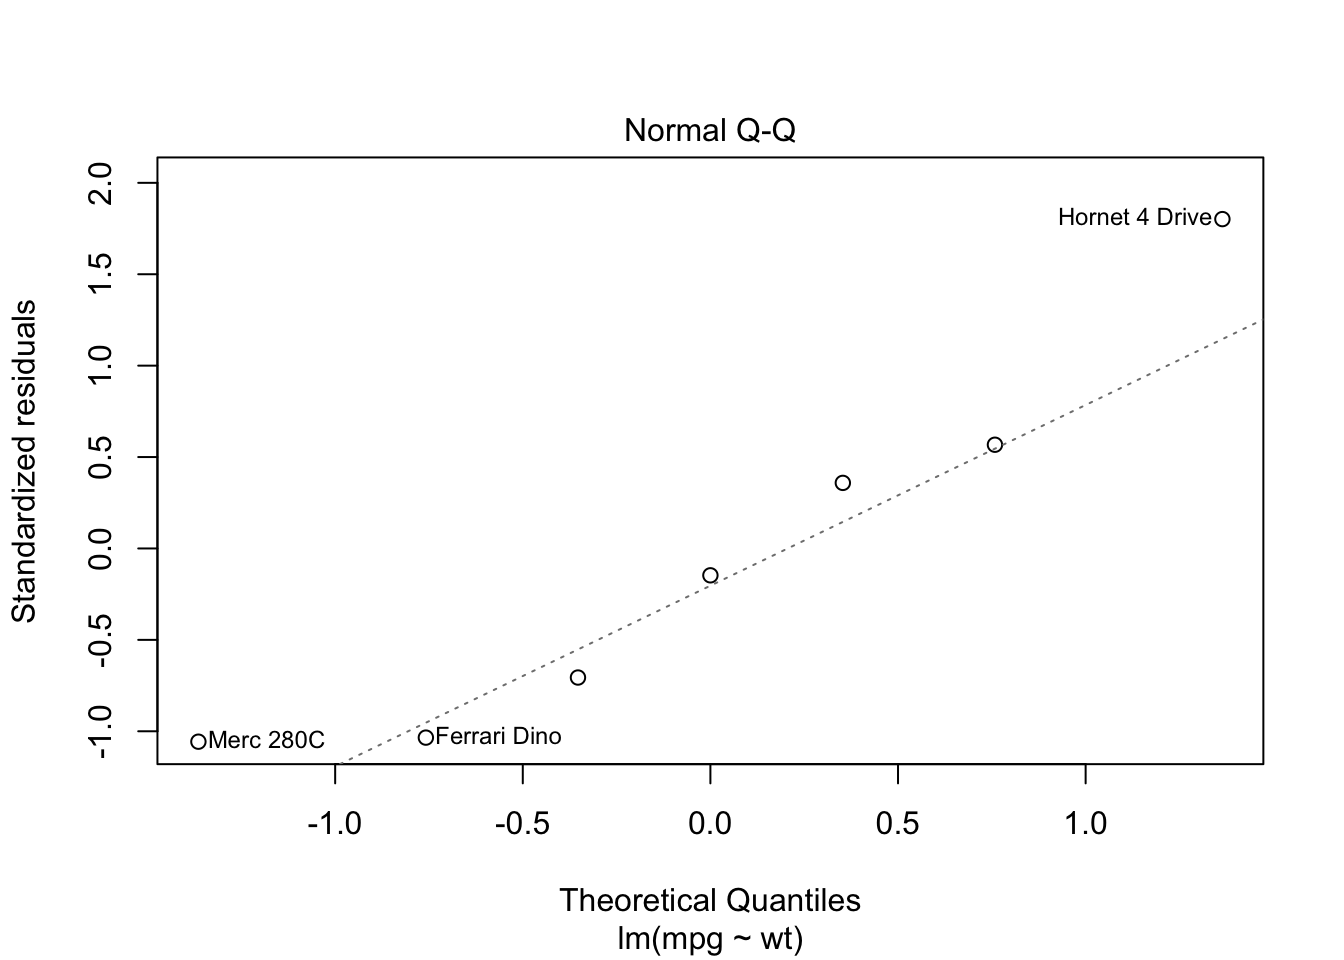 Normal Q-Q
Standardized residuals
2.0
1.5
1.0
0.5
0.0
-0.5
-1.0
Hornet 4 Drive
Merc 280C
Ferrari Dino
-1.0 -0.5 0.0 0.5 1.0
Theoretical Quantiles
lm(mpg ~ wt)